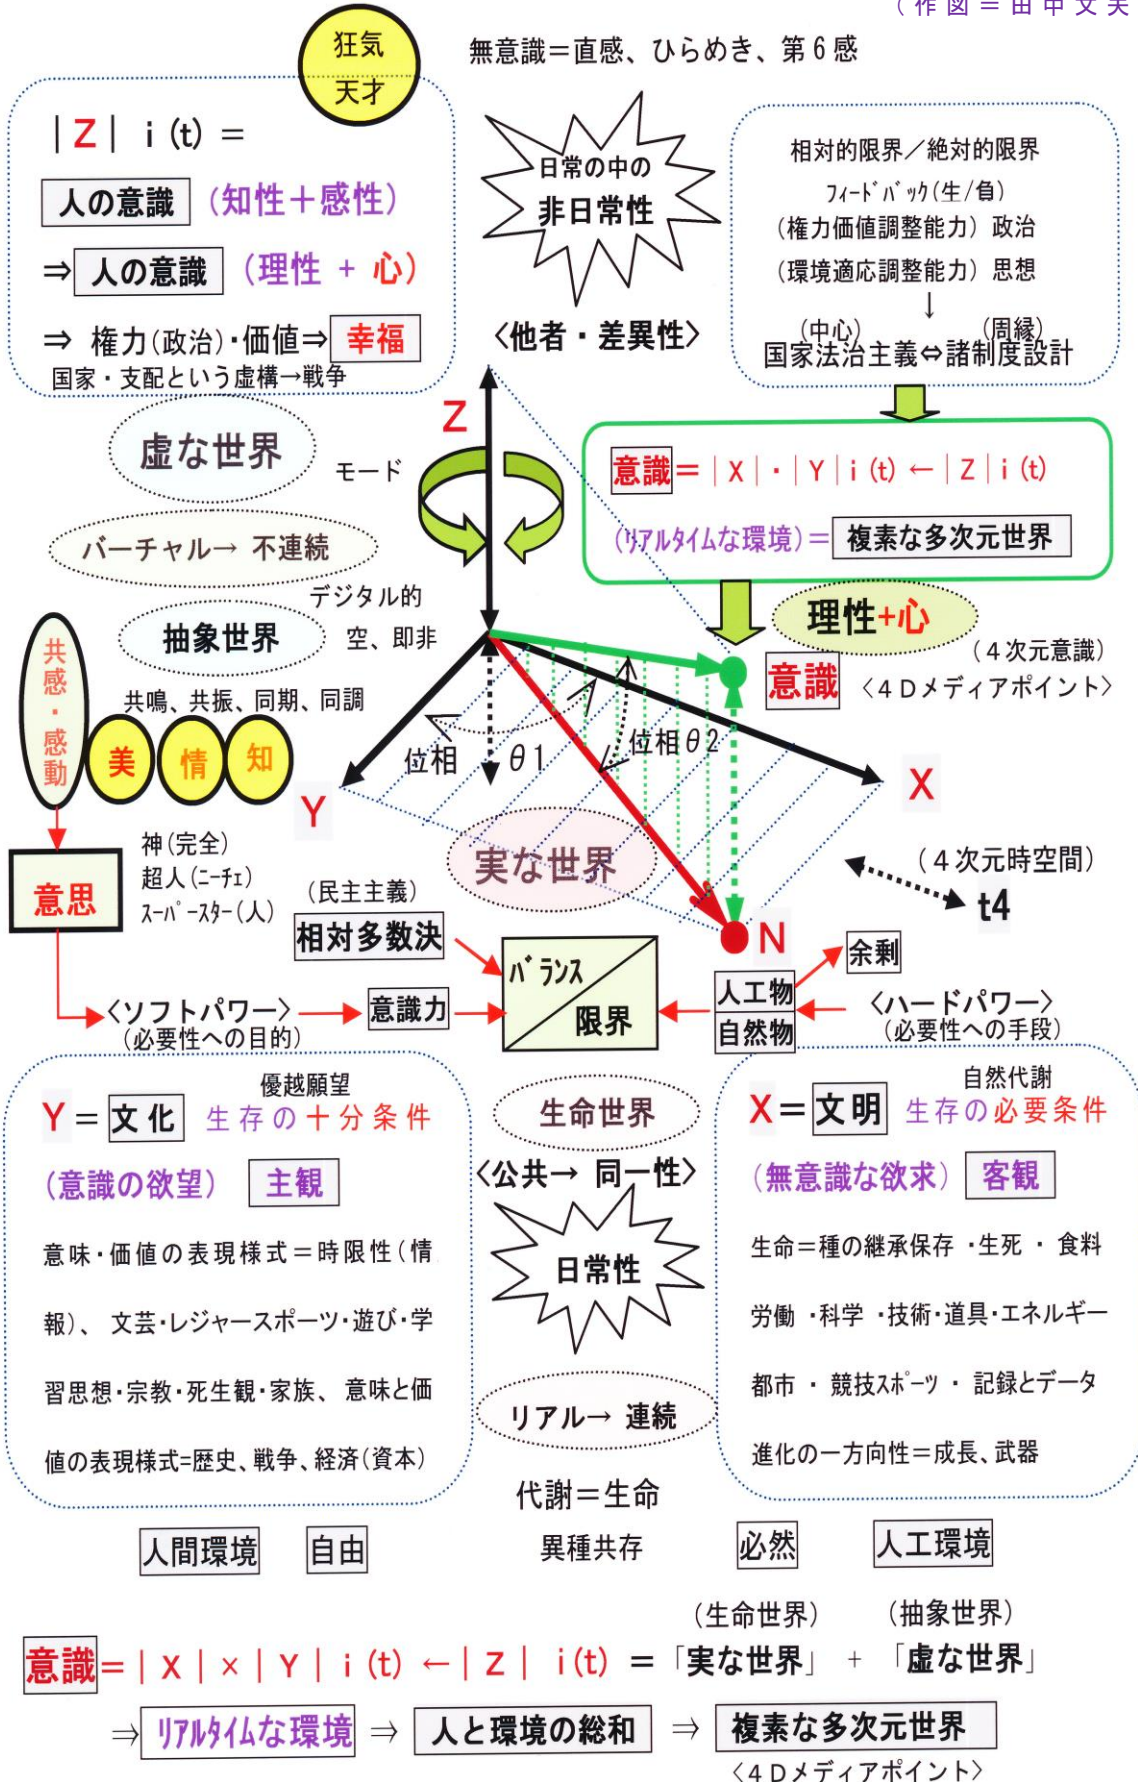 (作図＝田中文夫
狂気
天才
無意識＝直感、ひらめき、第6感
|Z| i (t) =
人の意識 (知性＋感性)
⇒人の意識 (理性 + 心)
⇒ 権力(政治)・価値⇒幸福
国家・支配という虚構→戦争
日常の中の
非日常性
〈他者・差異性〉
相対的限界／絶対的限界
フィードバック(生/負)
(権力価値調整能力) 政治
(環境適応調整能力) 思想
↓
(中心) (周縁)
国家法治主義⇔諸制度設計
虚な世界
Z
モード
意識＝|X|・|Y| i (t) ←|Z| i (t)
(リアルタイムな環境)＝ 複素な多次元世界
バーチャル→ 不連続
デジタル的
空、即非
抽象世界
理性+心
(4次元意識)
意識 〈4Dメディアポイント〉
共感・感動
共鳴、共振、同期、同調
美 情 知
位相 θ1
位相θ2
Y
X
実な世界
(4次元時空間)
t4
神(完全)
超人(ニーチェ)
スーパースター(人)
意思
(民主主義)
相対多数決
N
バランス
限界
余剰
人工物
自然物
〈ソフトパワー〉
(必要性への目的)
意識力
〈ハードパワー〉
(必要性への手段)
優越願望
Y＝文化 生存の十分条件
(意識の欲望) 主観
意味・価値の表現様式＝時限性(情
報)、 文芸・レジャースポーツ・遊び・学
習思想・宗教・死生観・家族、 意味と価
値の表現様式=歴史、戦争、経済(資本)
生命世界
〈公共→ 同一性〉
日常性
リアル→ 連続
代謝＝生命
異種共存
自然代謝
X＝文明 生存の必要条件
(無意識な欲求) 客観
生命＝種の継承保存 ・生死 ・ 食料
労働 ・科学 ・技術・道具・エネルギー
都市 ・ 競技スポーツ ・ 記録とデータ
進化の一方向性＝成長、武器
人間環境 自由
必然 人工環境
(生命世界) (抽象世界)
意識＝|X|×|Y| i (t) ←|Z| i (t) ＝「実な世界」 + 「虚な世界」
⇒リアルタイムな環境 ⇒ 人と環境の総和 ⇒ 複素な多次元世界
〈4Dメディアポイント〉